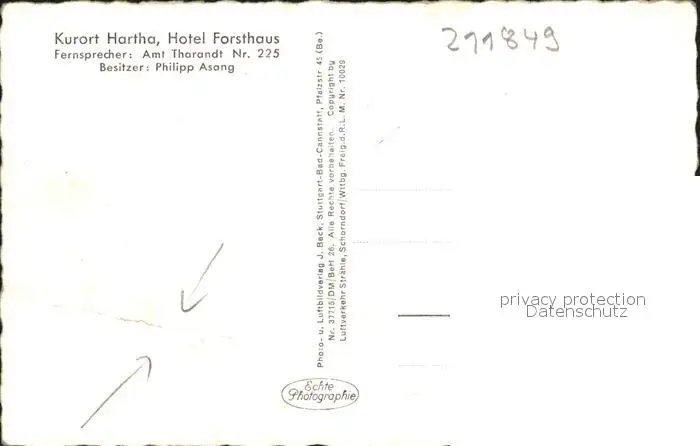 Kurort Hartha, Hotel Forsthaus
Fernsprecher: Amt Tharandt Nr. 225
Besitzer: Philipp Asang
211849
Photo- u. Luftbildverlag J. Beck, Stuttgart-Bad-Cannstatt, Pfalzstr. 45 (Be.)
Nr. 37715/DM/BeH 26. Alle Rechte vorbehalten. Copyright by
Luftverkehr Strähle, Schorndorf/Wttbg. Freig.d.R.L.M. Nr. 10029
privacy protection
Datenschutz
Echte
Photographie